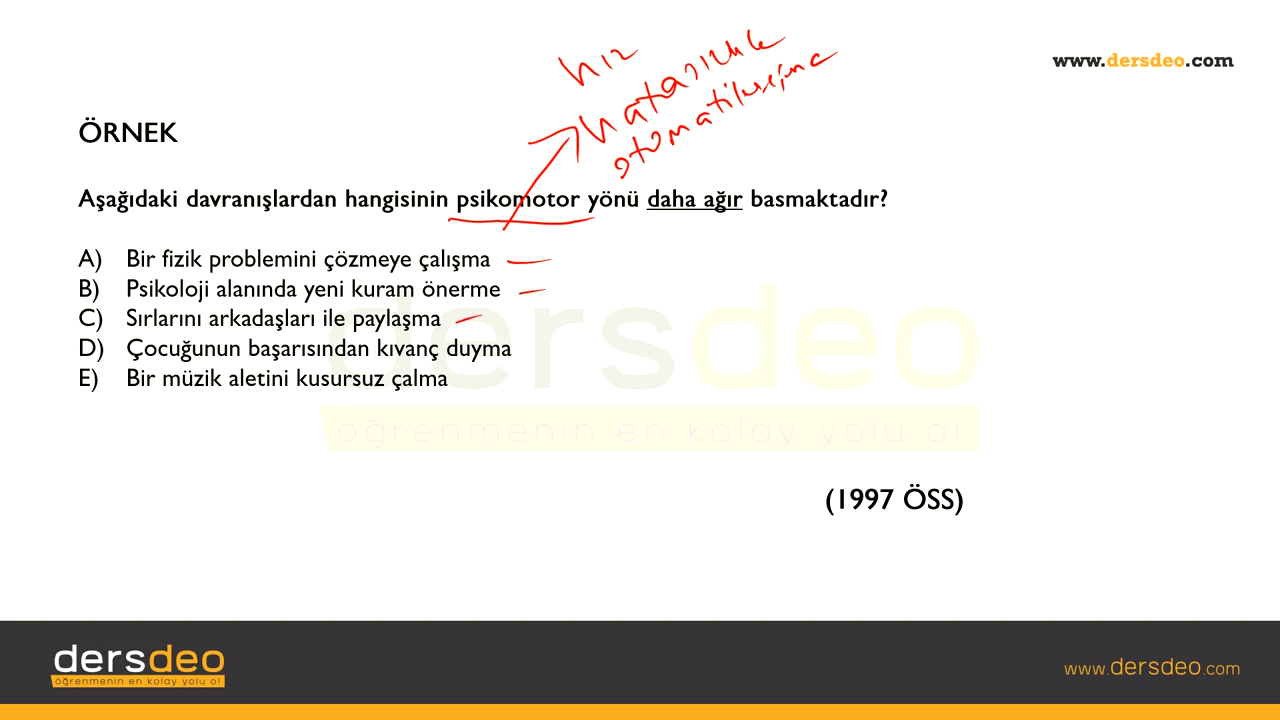 hız
hatasızlık
otomatikleşme
www.dersdeo.com
ÖRNEK
Aşağıdaki davranışlardan hangisinin psikomotor yönü daha ağır basmaktadır?
A) Bir fizik problemini çözmeye çalışma
B) Psikoloji alanında yeni kuram önerme
C) Sırlarını arkadaşları ile paylaşma
D) Çocuğunun başarısından kıvanç duyma
E) Bir müzik aletini kusursuz çalma
dersdeo
öğrenmenin en kolay yolu o!
(1997 ÖSS)
dersdeo
öğrenmenin en kolay yolu o!
www.dersdeo.com